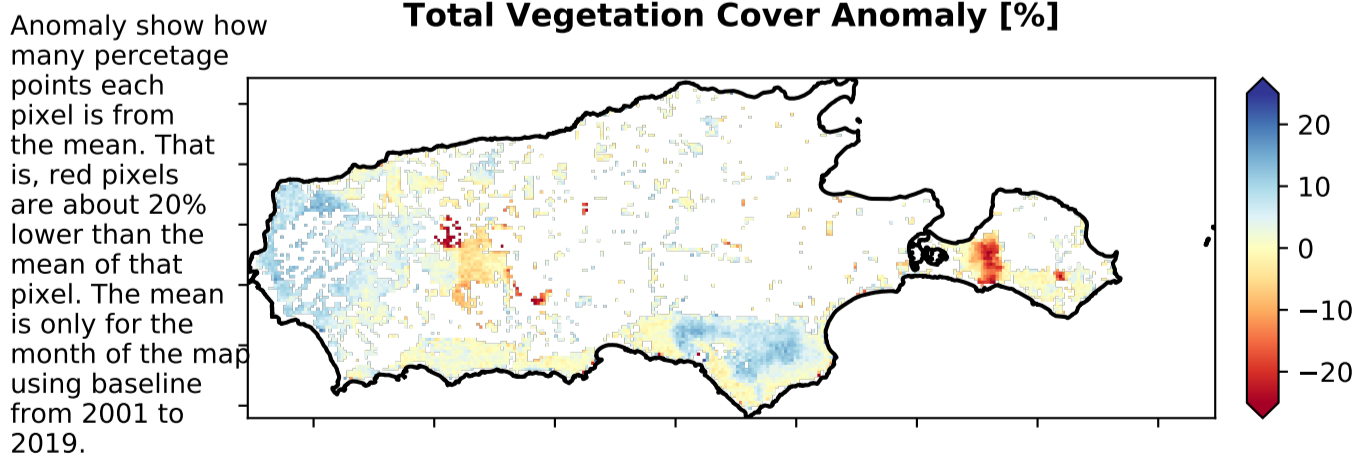 Total Vegetation Cover Anomaly [%]
Anomaly show how
many percetage
points each
pixel is from
the mean. That
is, red pixels
are about 20%
lower than the
mean of that
pixel. The mean
is only for the
month of the map
using baseline
from 2001 to
2019.
20
10
0
−10
−20